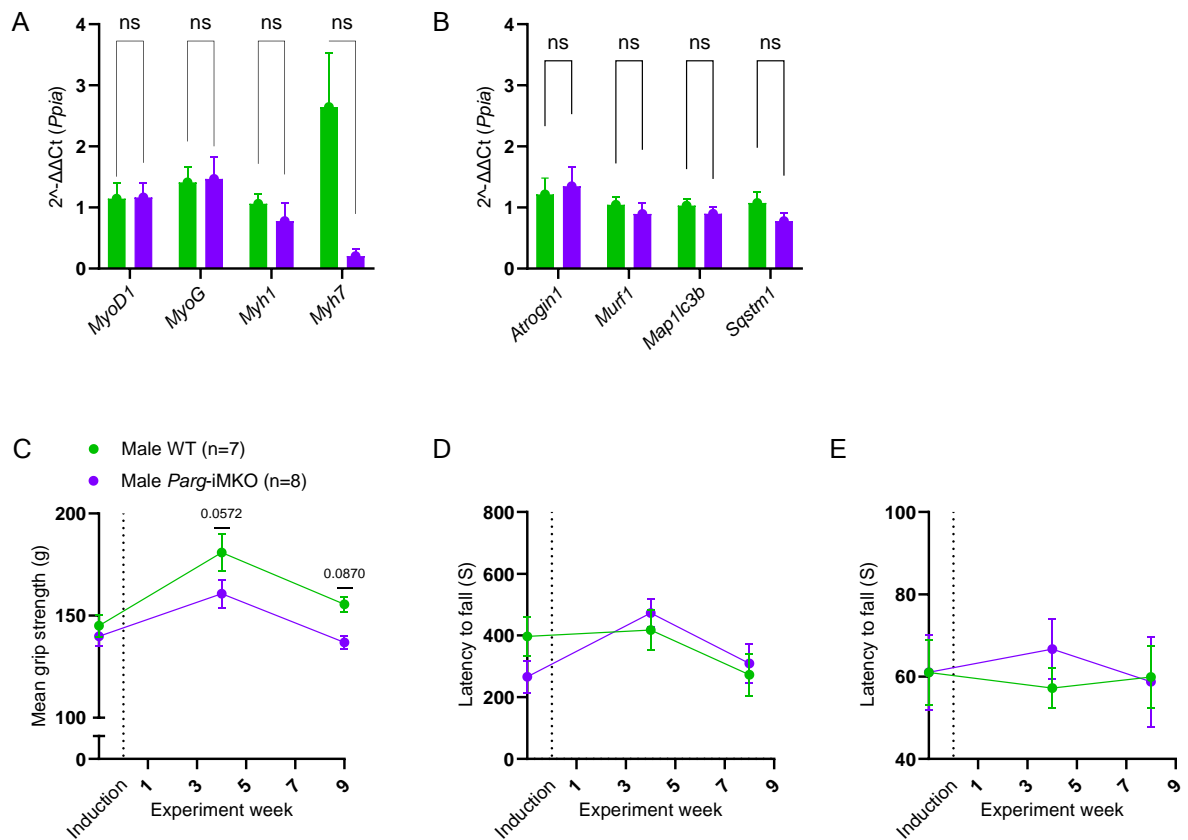 A
ns ns ns ns
4
3
2
1
0
2^-ΔΔCt (Ppia)
MyoD1 MyoG Myh1 Myh7
B
ns ns ns ns
4
3
2
1
0
2^-ΔΔCt (Ppia)
Atrogin1 Murf1 Map1lc3b Sqstm1
C
Male WT (n=7)
Male Parg-iMKO (n=8)
200
150
100
0
Mean grip strength (g)
0.0572
0.0870
Induction 1 3 5 7 9
Experiment week
D
800
600
400
200
0
Latency to fall (S)
Induction 1 3 5 7 9
Experiment week
E
100
80
60
40
Latency to fall (S)
Induction 1 3 5 7 9
Experiment week